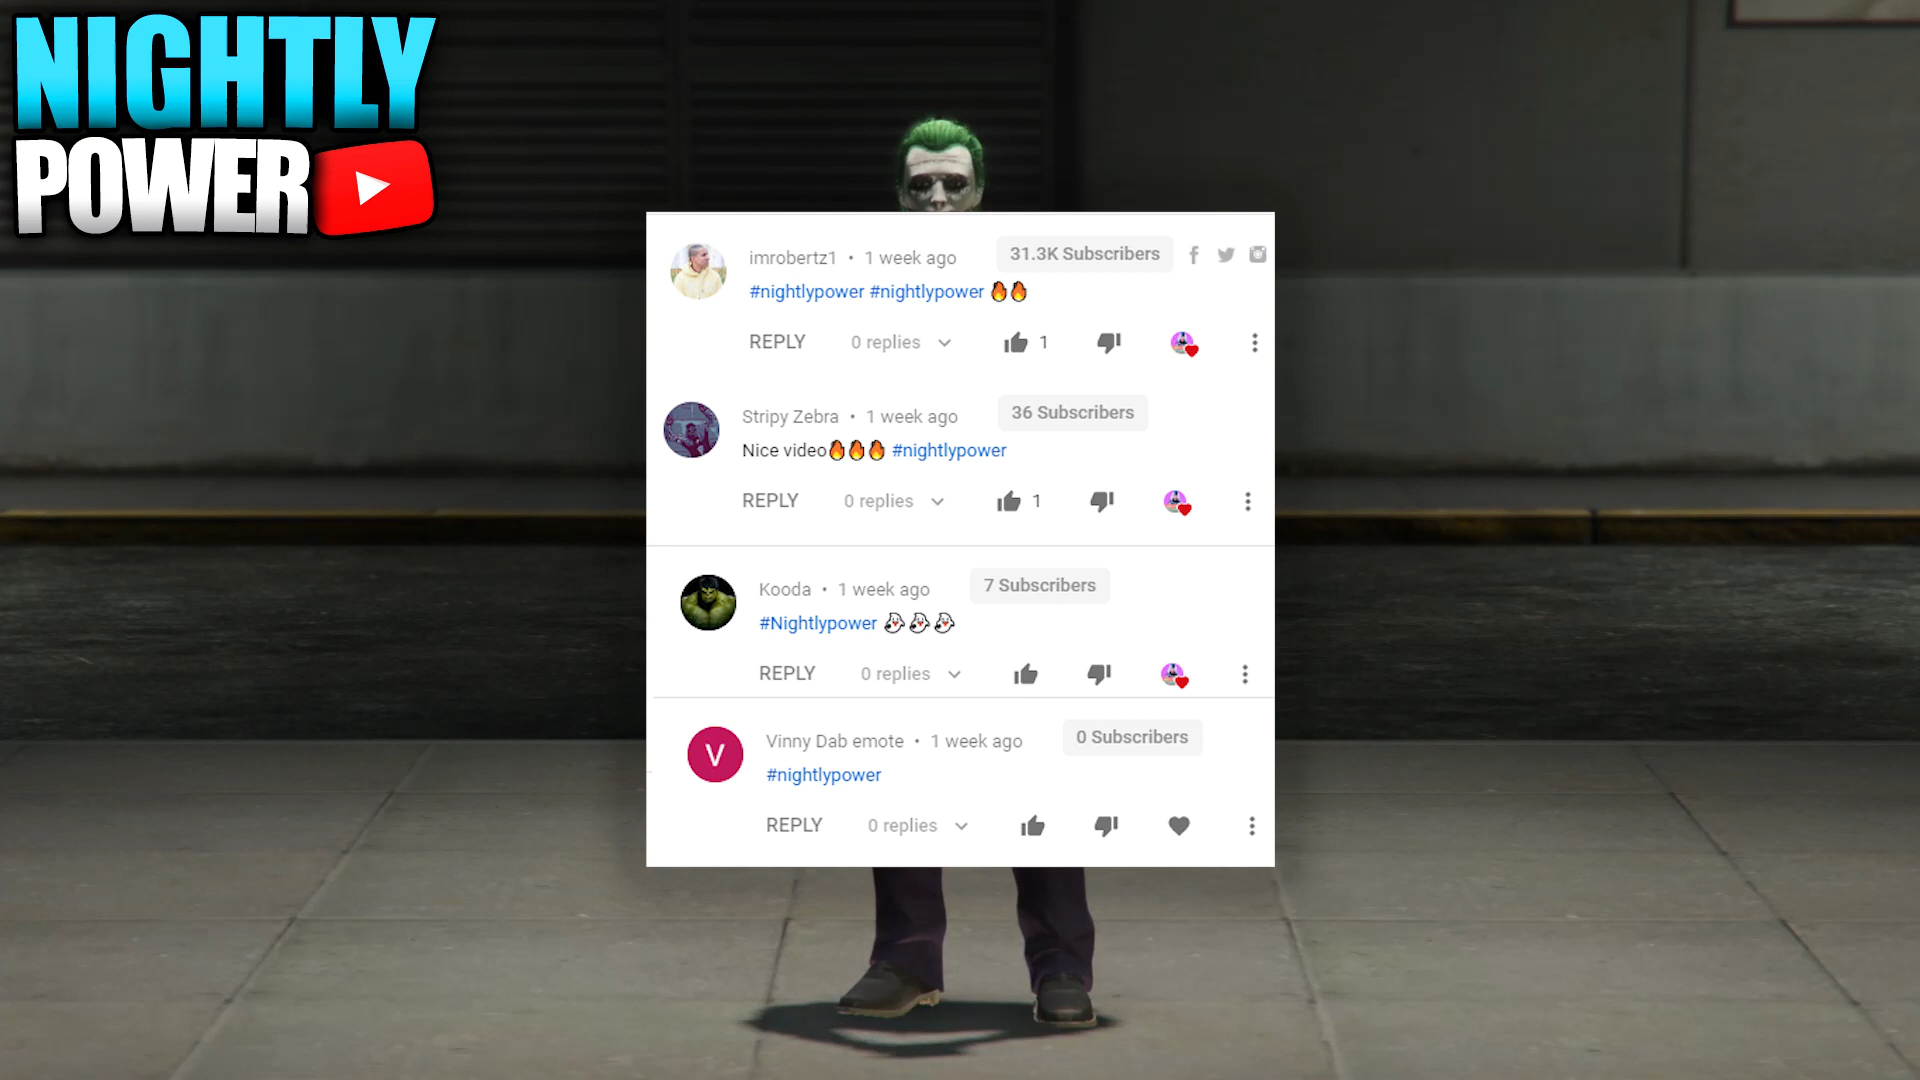 NIGHTLY
POWER
imrobertz1 • 1 week ago 31.3K Subscribers
#nightlypower #nightlypower 🔥🔥
REPLY 0 replies 1
Stripy Zebra • 1 week ago 36 Subscribers
Nice video🔥🔥🔥 #nightlypower
REPLY 0 replies 1
Kooda • 1 week ago 7 Subscribers
#Nightlypower 👻👻👻
REPLY 0 replies
V
Vinny Dab emote • 1 week ago 0 Subscribers
#nightlypower
REPLY 0 replies